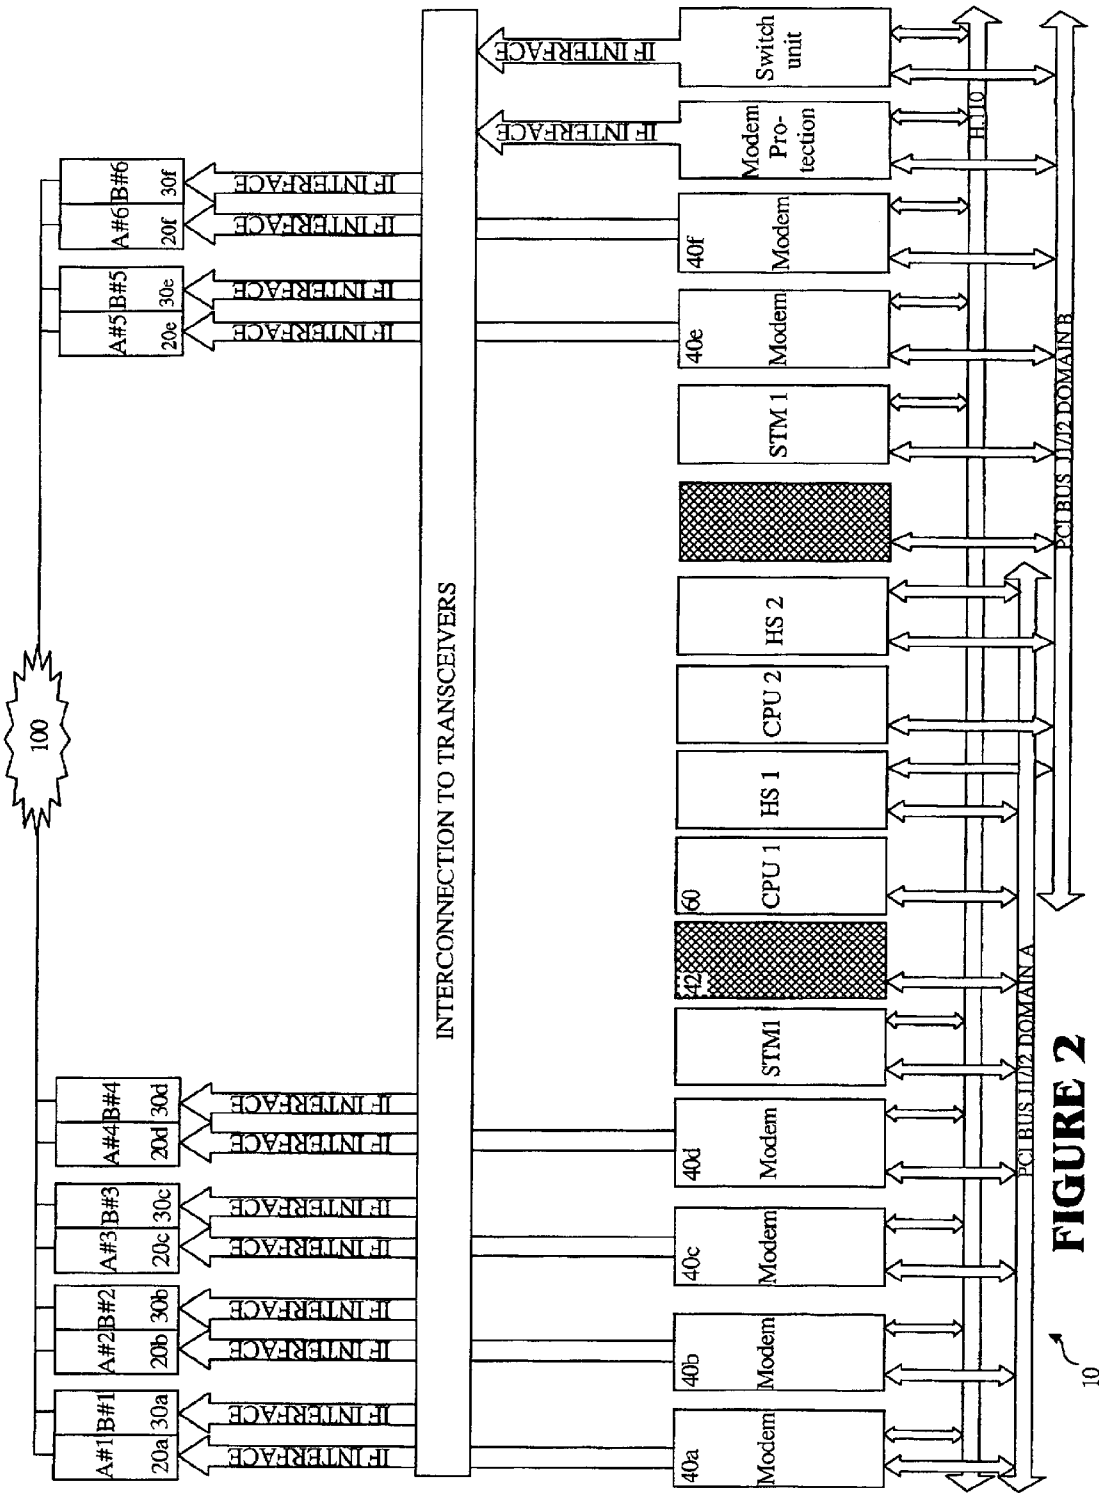 100
A#1 B#1
20a 30a
A#2 B#2
20b 30b
A#3 B#3
20c 30c
A#4 B#4
20d 30d
A#5 B#5
20e 30e
A#6 B#6
20f 30f
IF INTERFACE
IF INTERFACE
IF INTERFACE
IF INTERFACE
IF INTERFACE
IF INTERFACE
IF INTERFACE
IF INTERFACE
IF INTERFACE
IF INTERFACE
IF INTERFACE
IF INTERFACE
INTERCONNECTION TO TRANSCEIVERS
IF INTERFACE
IF INTERFACE
40a
Modem
40b
Modem
40c
Modem
40d
Modem
STM1
42
60
CPU 1
HS 1
CPU 2
HS 2
STM 1
40e
Modem
40f
Modem
Modem
Pro-
tection
Switch
unit
H.110
PCI BUS J1/J2 DOMAIN A
PCI BUS J1/J2 DOMAIN B
10
FIGURE 2